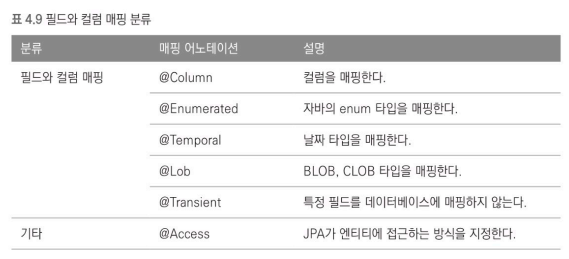 표 4.9 필드와 컬럼 매핑 분류
분류 매핑 어노테이션 설명
필드와 컬럼 매핑 @Column 컬럼을 매핑한다.
@Enumerated 자바의 enum 타입을 매핑한다.
@Temporal 날짜 타입을 매핑한다.
@Lob BLOB, CLOB 타입을 매핑한다.
@Transient 특정 필드를 데이터베이스에 매핑하지 않는다.
기타 @Access JPA가 엔티티에 접근하는 방식을 지정한다.